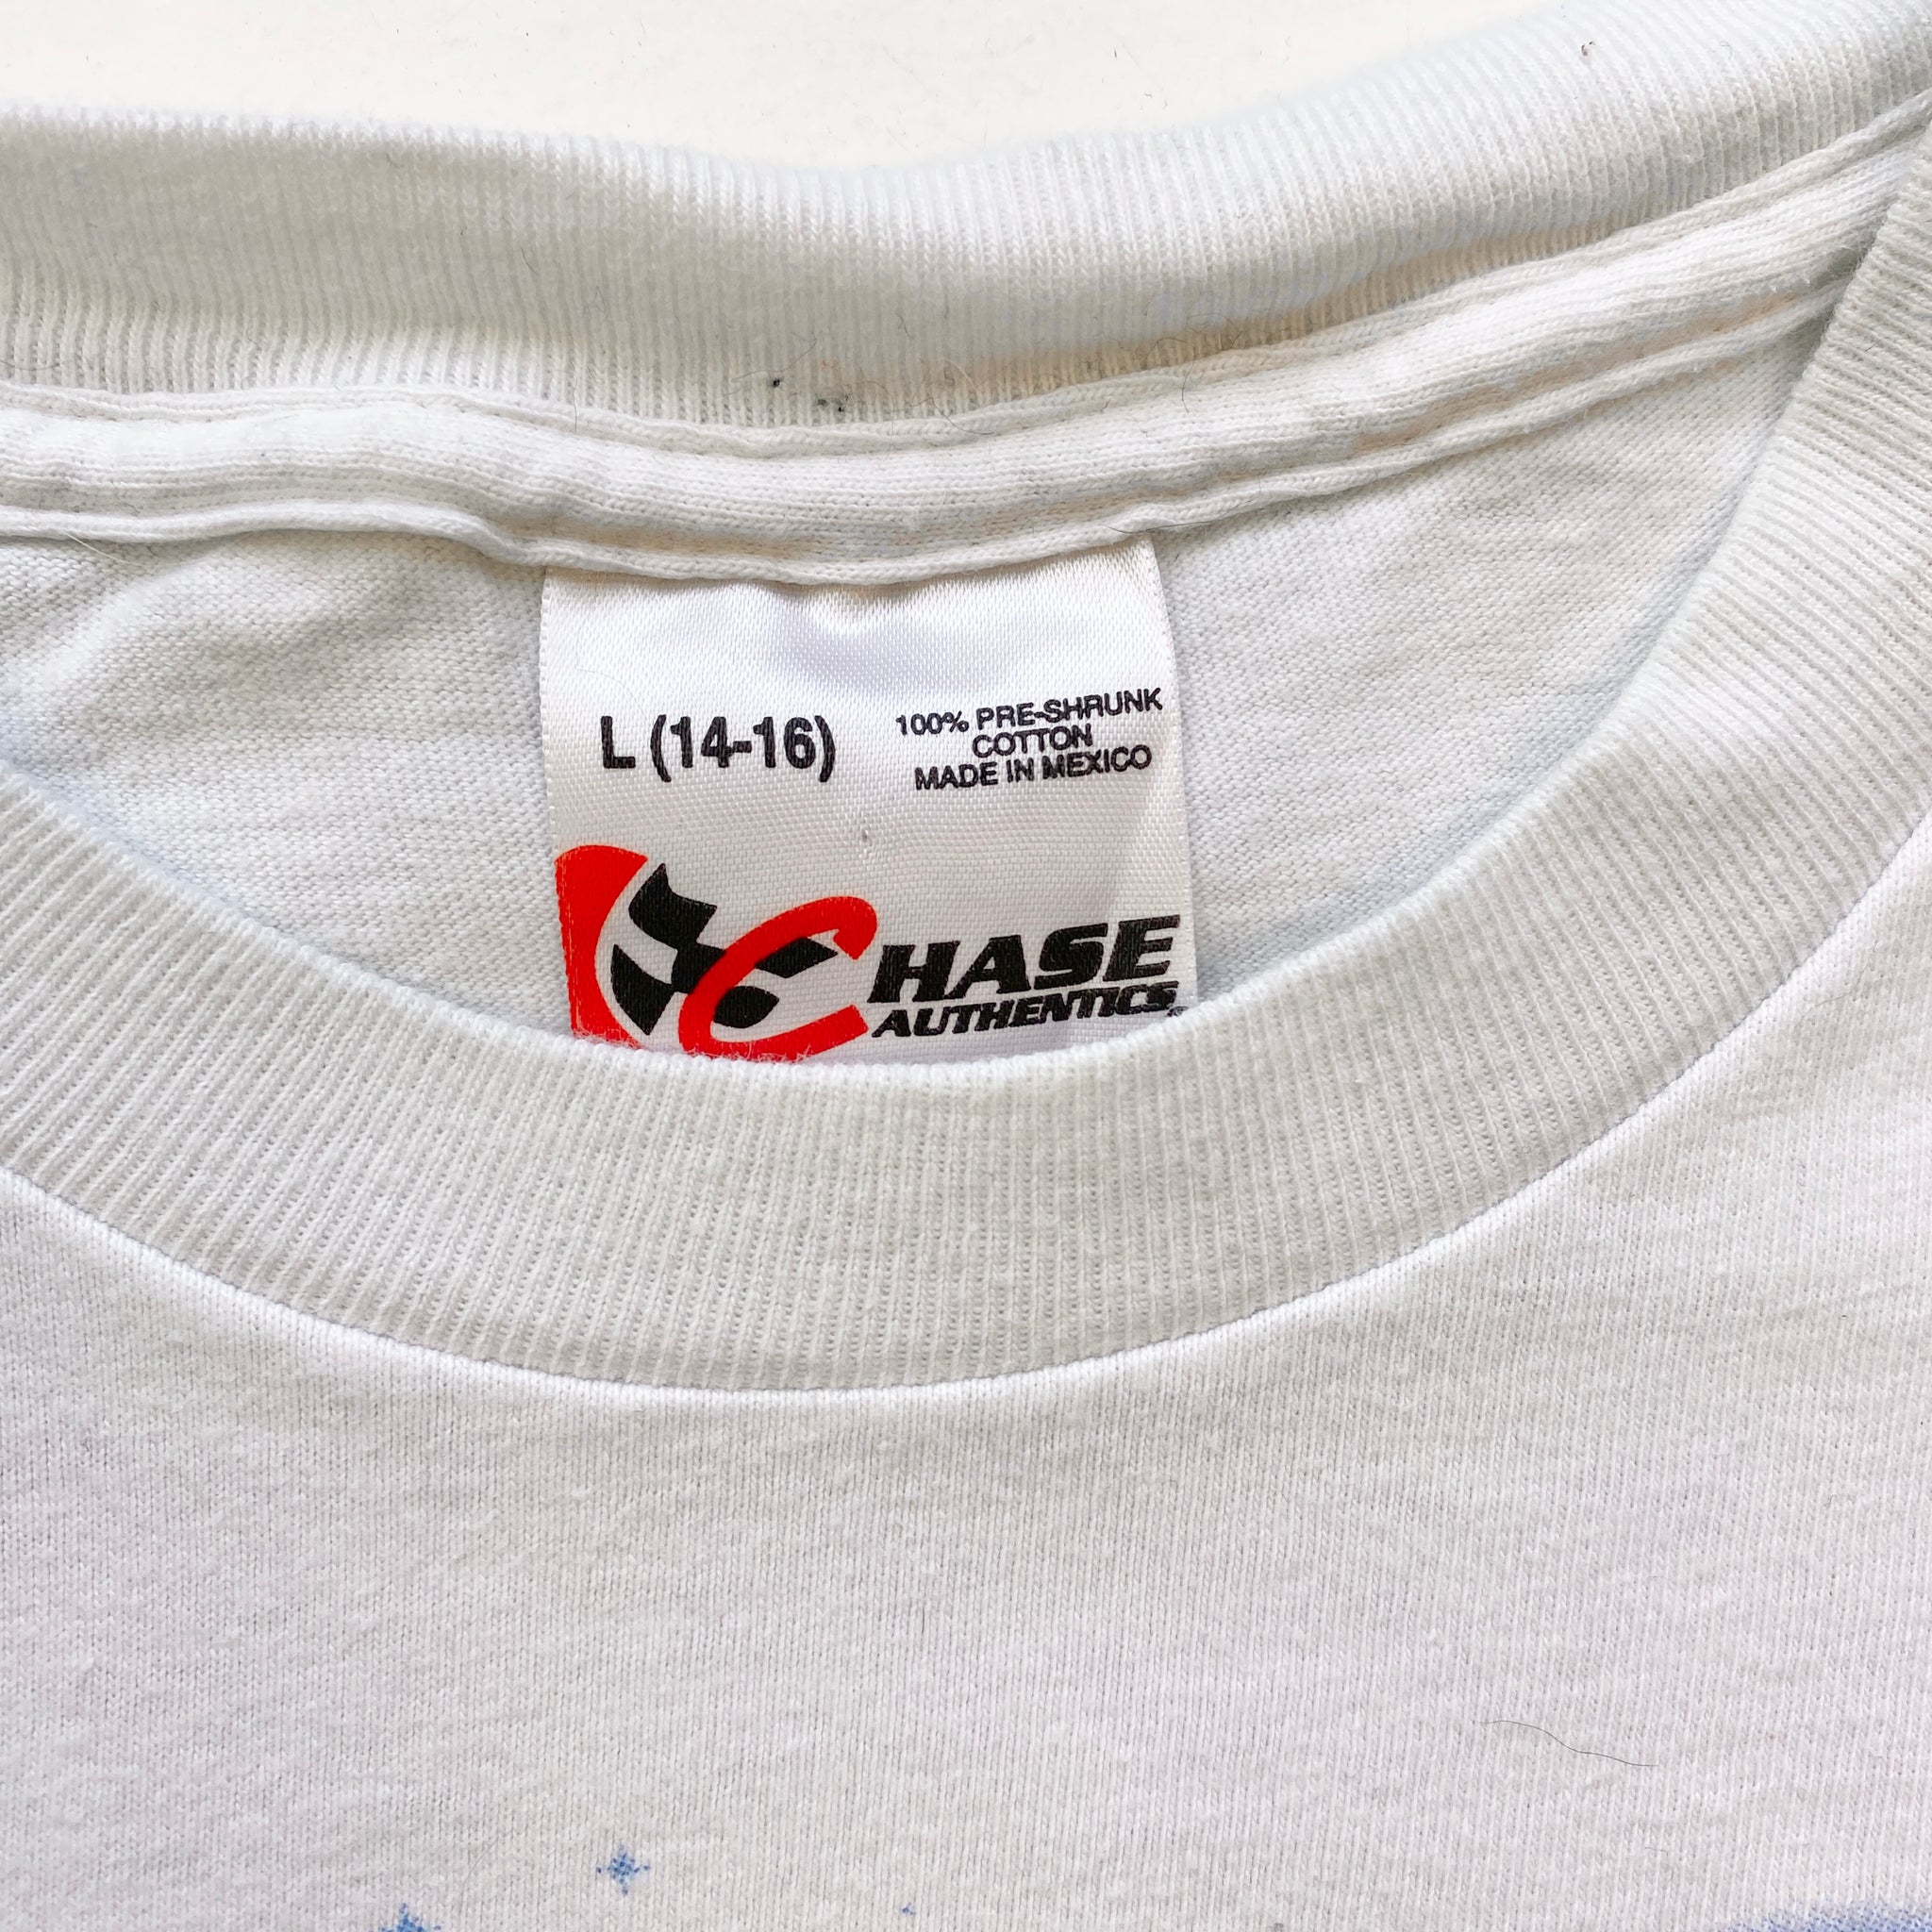 L (14-16)
100% PRE-SHRUNK
COTTON
MADE IN MEXICO
CHASE
AUTHENTICS®